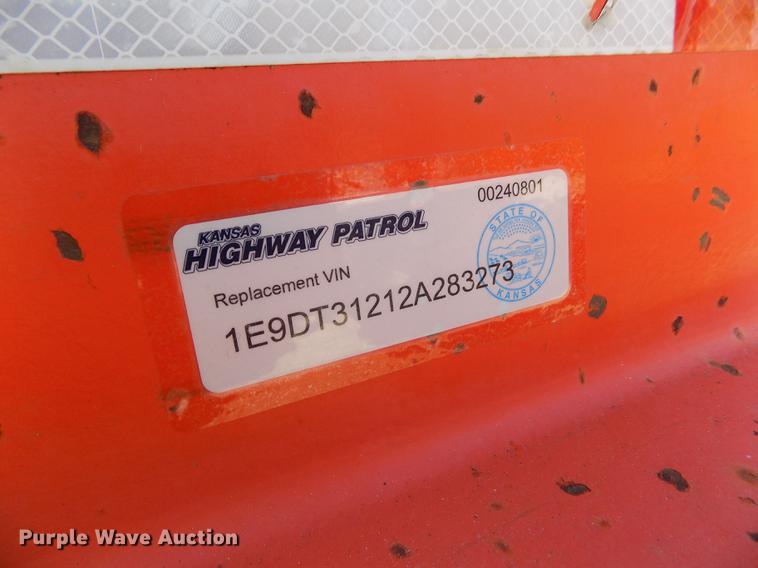 00240801
KANSAS
HIGHWAY PATROL
STATE OF
KANSAS
Replacement VIN
1E9DT31212A283273
Purple Wave Auction